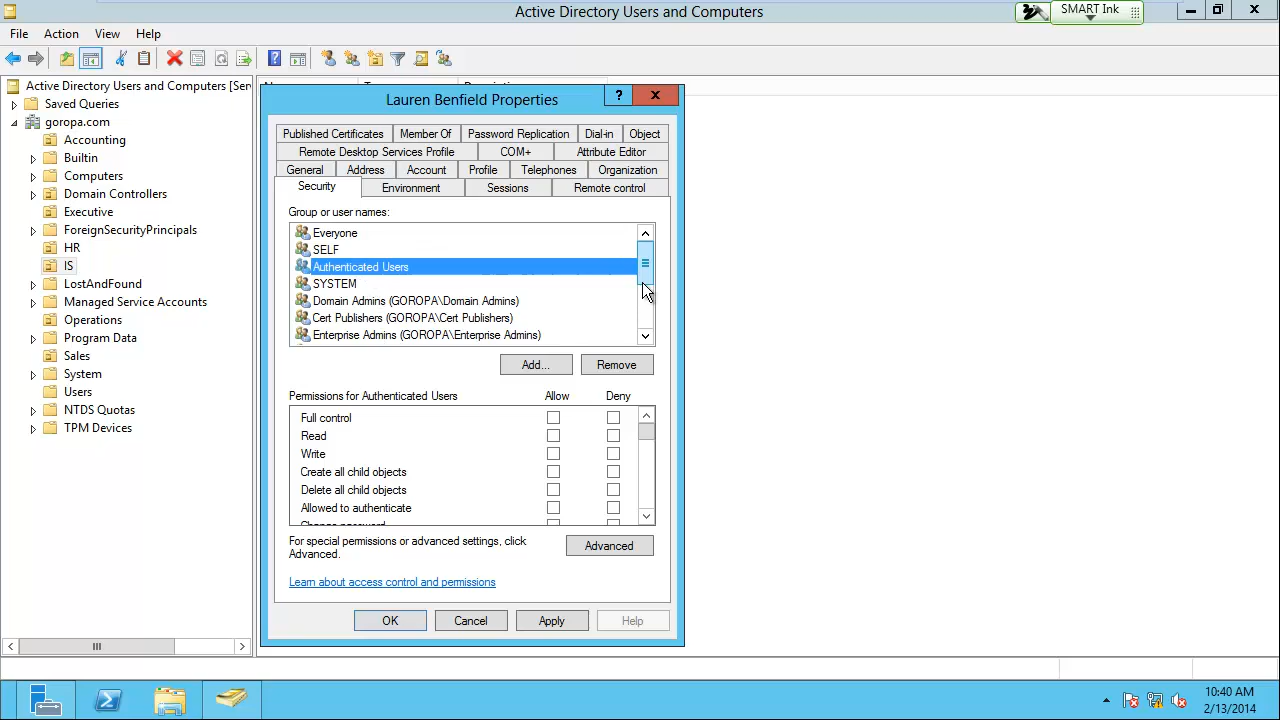 Active Directory Users and Computers
SMART Ink
File Action View Help
Active Directory Users and Computers [Ser
Saved Queries
goropa.com
Accounting
Builtin
Computers
Domain Controllers
Executive
ForeignSecurityPrincipals
HR
IS
LostAndFound
Managed Service Accounts
Operations
Program Data
Sales
System
Users
NTDS Quotas
TPM Devices
Lauren Benfield Properties
Published Certificates Member Of Password Replication Dial-in Object
Remote Desktop Services Profile COM+ Attribute Editor
General Address Account Profile Telephones Organization
Security Environment Sessions Remote control
Group or user names:
Everyone
SELF
Authenticated Users
SYSTEM
Domain Admins (GOROPA\Domain Admins)
Cert Publishers (GOROPA\Cert Publishers)
Enterprise Admins (GOROPA\Enterprise Admins)
Add... Remove
Permissions for Authenticated Users Allow Deny
Full control
Read
Write
Create all child objects
Delete all child objects
Allowed to authenticate
Change password
For special permissions or advanced settings, click
Advanced.
Advanced
Learn about access control and permissions
OK Cancel Apply Help
10:40 AM
2/13/2014